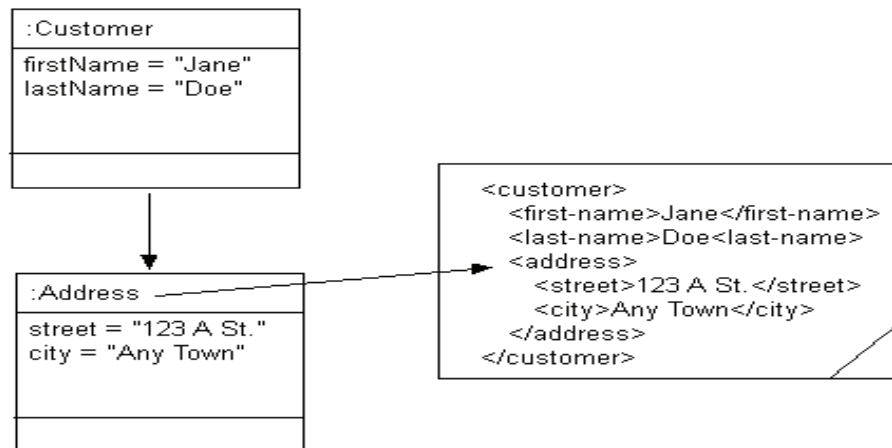 :Customer
firstName = "Jane"
lastName = "Doe"
:Address
street = "123 A St."
city = "Any Town"
<customer>
<first-name>Jane</first-name>
<last-name>Doe<last-name>
<address>
<street>123 A St.</street>
<city>Any Town</city>
</address>
</customer>